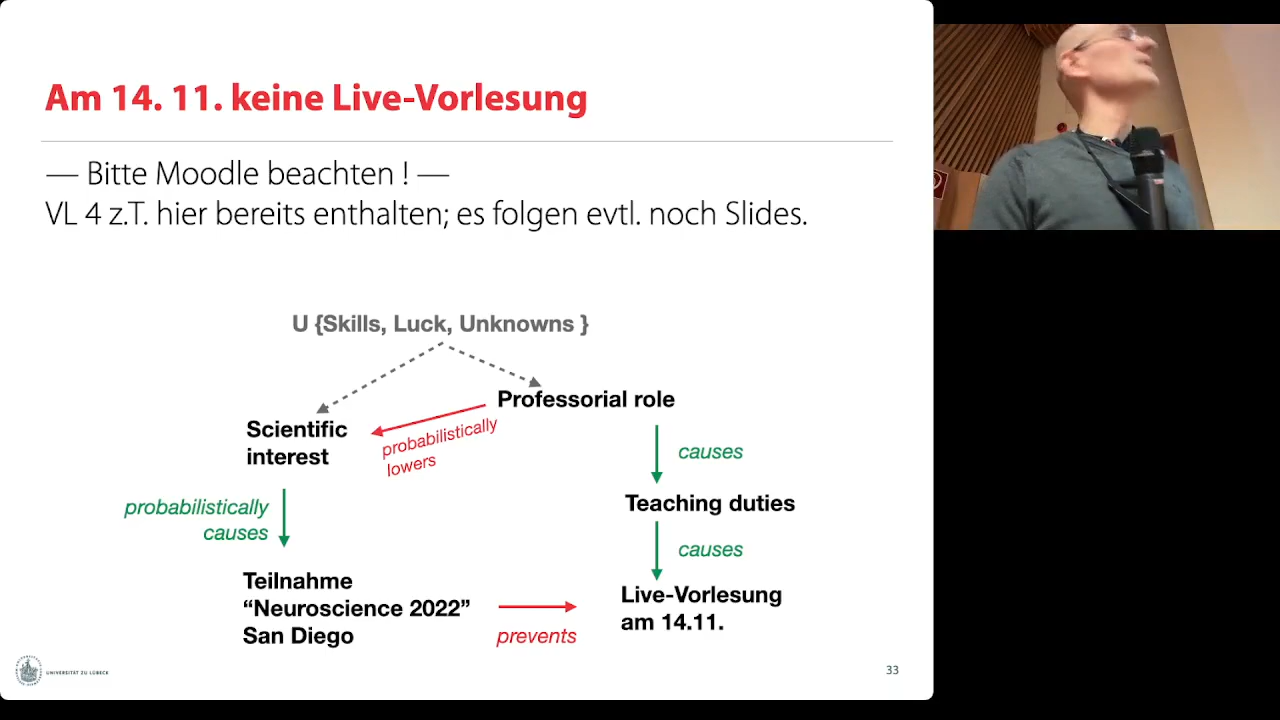 Am 14. 11. keine Live-Vorlesung
— Bitte Moodle beachten ! —
VL 4 z.T. hier bereits enthalten; es folgen evtl. noch Slides.
U {Skills, Luck, Unknowns }
Professorial role
Scientific
interest
probabilistically
lowers
causes
probabilistically
causes
Teaching duties
causes
Teilnahme
“Neuroscience 2022”
San Diego
prevents
Live-Vorlesung
am 14.11.
UNIVERSITÄT ZU LÜBECK
33